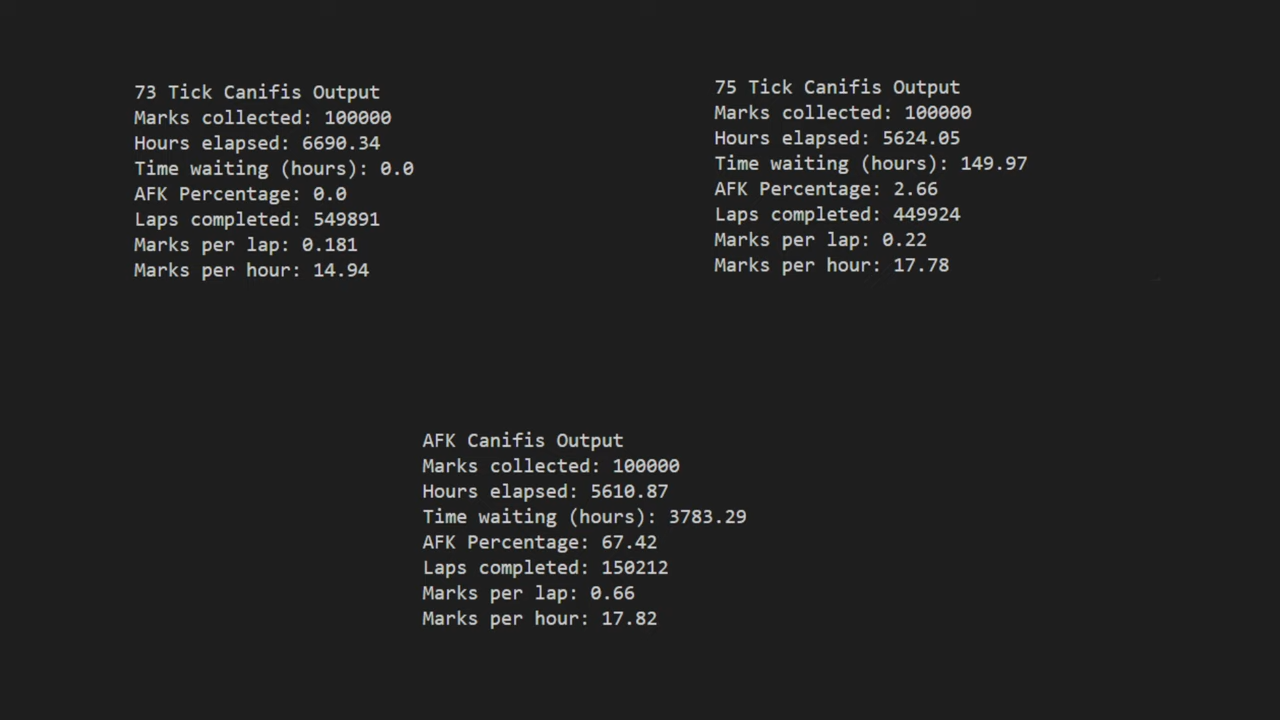 73 Tick Canifis Output
Marks collected: 100000
Hours elapsed: 6690.34
Time waiting (hours): 0.0
AFK Percentage: 0.0
Laps completed: 549891
Marks per lap: 0.181
Marks per hour: 14.94
75 Tick Canifis Output
Marks collected: 100000
Hours elapsed: 5624.05
Time waiting (hours): 149.97
AFK Percentage: 2.66
Laps completed: 449924
Marks per lap: 0.22
Marks per hour: 17.78
AFK Canifis Output
Marks collected: 100000
Hours elapsed: 5610.87
Time waiting (hours): 3783.29
AFK Percentage: 67.42
Laps completed: 150212
Marks per lap: 0.66
Marks per hour: 17.82